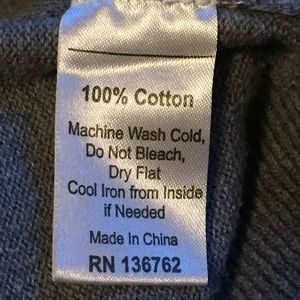 100% Cotton
Machine Wash Cold,
Do Not Bleach,
Dry Flat
Cool Iron from Inside
if Needed
Made in China
RN 136762